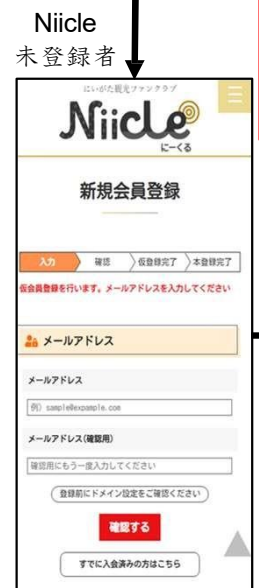 Niicle
未登録者
にいがた観光ファンクラブ
Niicle
にーくる
新規会員登録
入力 確認 仮登録完了 本登録完了
仮会員登録を行います。メールアドレスを入力してください
メールアドレス
メールアドレス
例) sample@expample.com
メールアドレス(確認用)
確認用にもう一度入力してください
登録前にドメイン設定をご確認ください
確認する
すでに入会済みの方はこちら